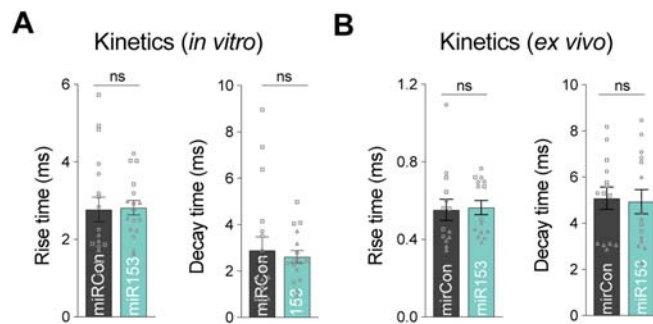 A
Kinetics (in vitro)
ns
6
4
2
0
Rise time (ms)
miRCon
miR153
ns
10
8
6
4
2
0
Decay time (ms)
miRCon
153
B
Kinetics (ex vivo)
ns
1.2
0.8
0.4
0.0
Rise time (ms)
mirCon
miR153
ns
10
8
6
4
2
0
Decay time (ms)
mirCon
miR153